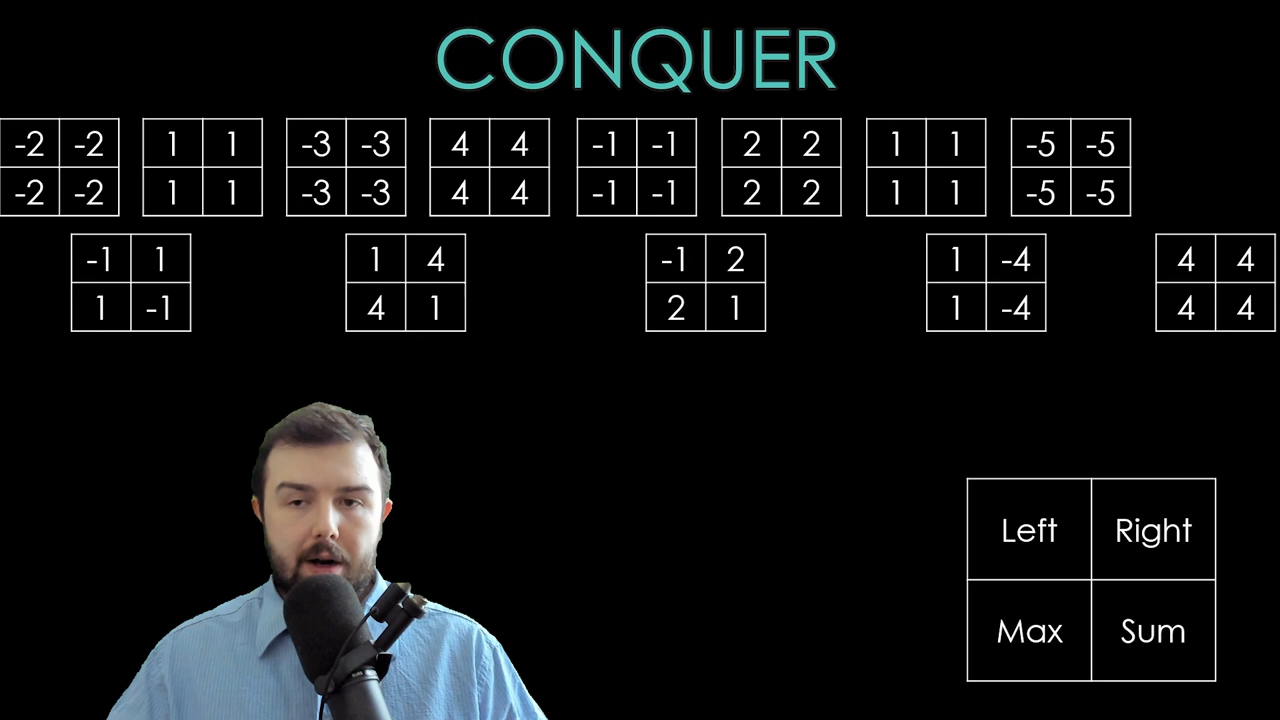 CONQUER
-2 -2 1 1 -3 -3 4 4 -1 -1 2 2 1 1 -5 -5
-2 -2 1 1 -3 -3 4 4 -1 -1 2 2 1 1 -5 -5
-1 1 1 4 -1 2 1 -4 4 4
1 -1 4 1 2 1 1 -4 4 4
Left Right
Max Sum